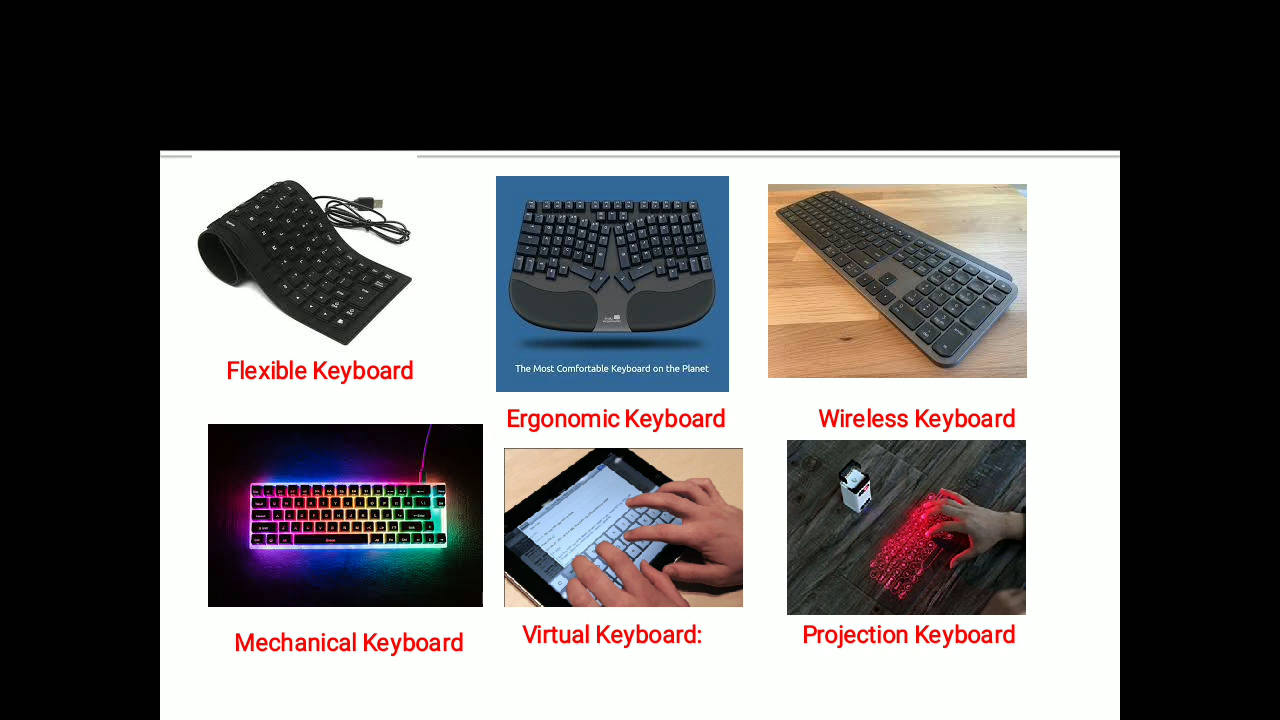 Flexible Keyboard
The Most Comfortable Keyboard on the Planet
Ergonomic Keyboard
Wireless Keyboard
Mechanical Keyboard
Virtual Keyboard:
Projection Keyboard